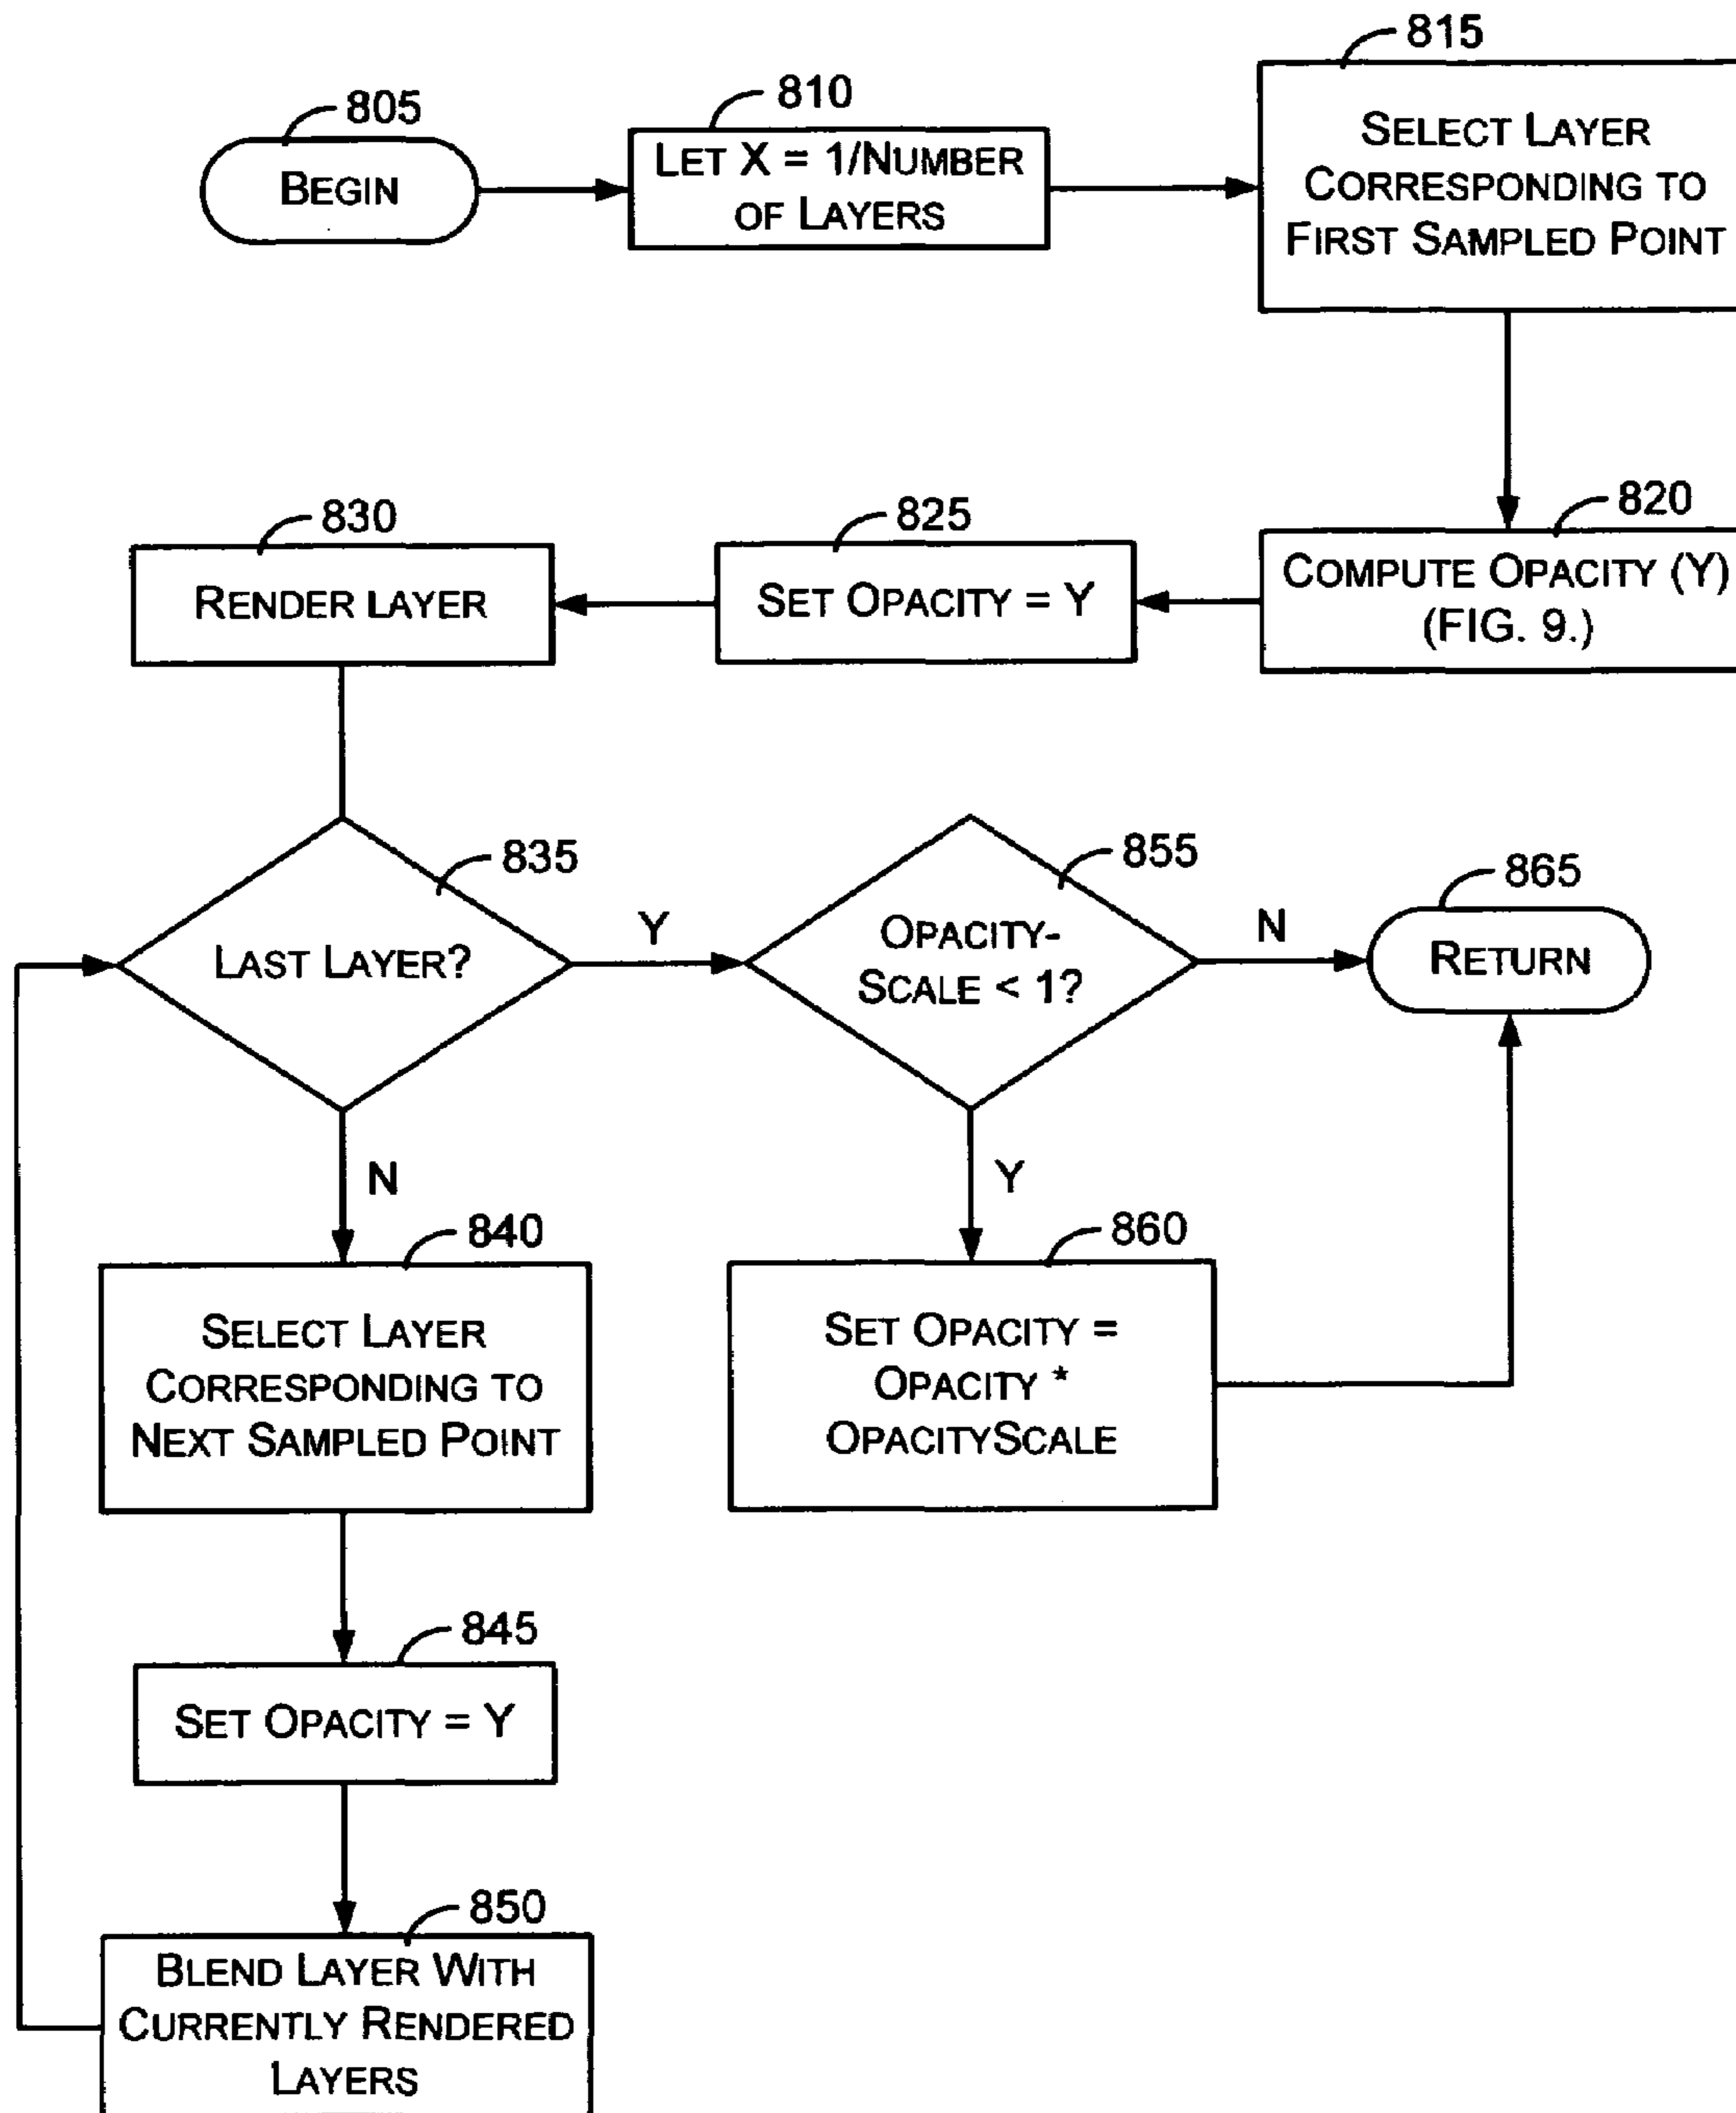 805
BEGIN
810
LET X = 1/NUMBER
OF LAYERS
815
SELECT LAYER
CORRESPONDING TO
FIRST SAMPLED POINT
820
COMPUTE OPACITY (Y)
(FIG. 9.)
825
SET OPACITY = Y
830
RENDER LAYER
835
LAST LAYER?
Y
N
855
OPACITY-
SCALE < 1?
N
Y
865
RETURN
840
SELECT LAYER
CORRESPONDING TO
NEXT SAMPLED POINT
860
SET OPACITY =
OPACITY *
OPACITYSCALE
845
SET OPACITY = Y
850
BLEND LAYER WITH
CURRENTLY RENDERED
LAYERS